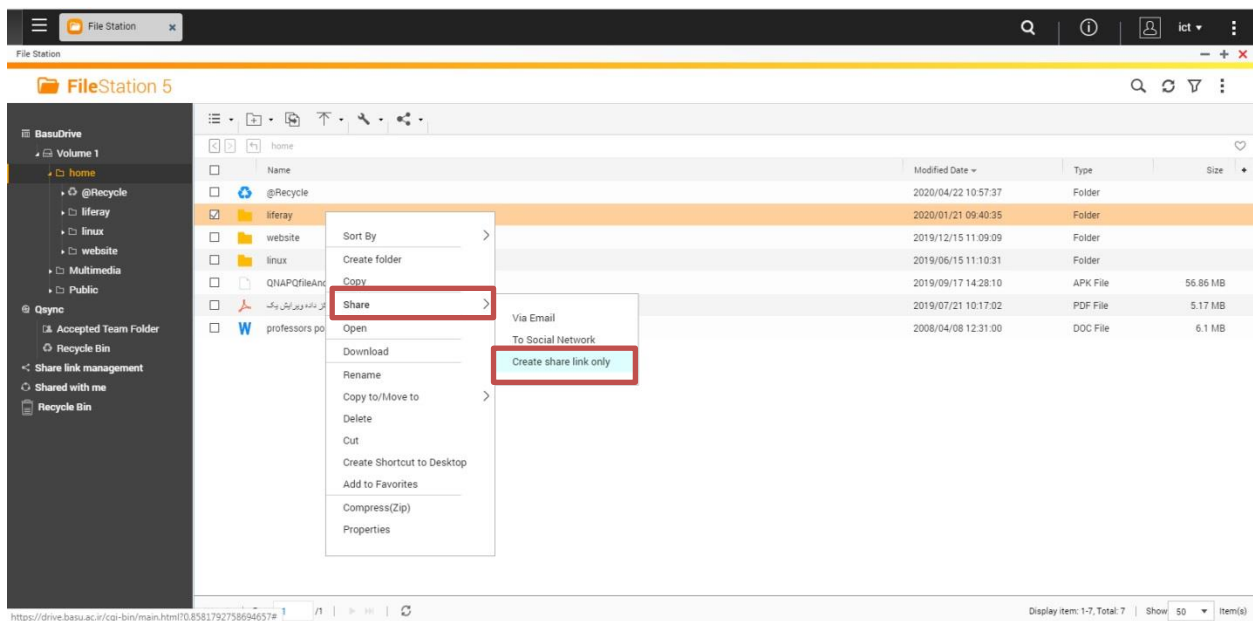 File Station
ict
File Station
FileStation 5
BasuDrive
Volume 1
home
@Recycle
liferay
linux
website
Multimedia
Public
Qsync
Accepted Team Folder
Recycle Bin
Share link management
Shared with me
Recycle Bin
home
Name Modified Date Type Size
@Recycle 2020/04/22 10:57:37 Folder
liferay 2020/01/21 09:40:35 Folder
website 2019/12/15 11:09:09 Folder
linux 2019/06/15 11:10:31 Folder
QNAPQfileAnd 2019/09/17 14:28:10 APK File 56.86 MB
داده ویرایش یک 2019/07/21 10:17:02 PDF File 5.17 MB
professors po 2008/04/08 12:31:00 DOC File 6.1 MB
Sort By
Create folder
Copy
Share
Open
Download
Rename
Copy to/Move to
Delete
Cut
Create Shortcut to Desktop
Add to Favorites
Compress(Zip)
Properties
Via Email
To Social Network
Create share link only
1 /1
Display item: 1-7, Total: 7 | Show 50 Item(s)
https://drive.basu.ac.ir/cgi-bin/main.html?0.8581792758694657#